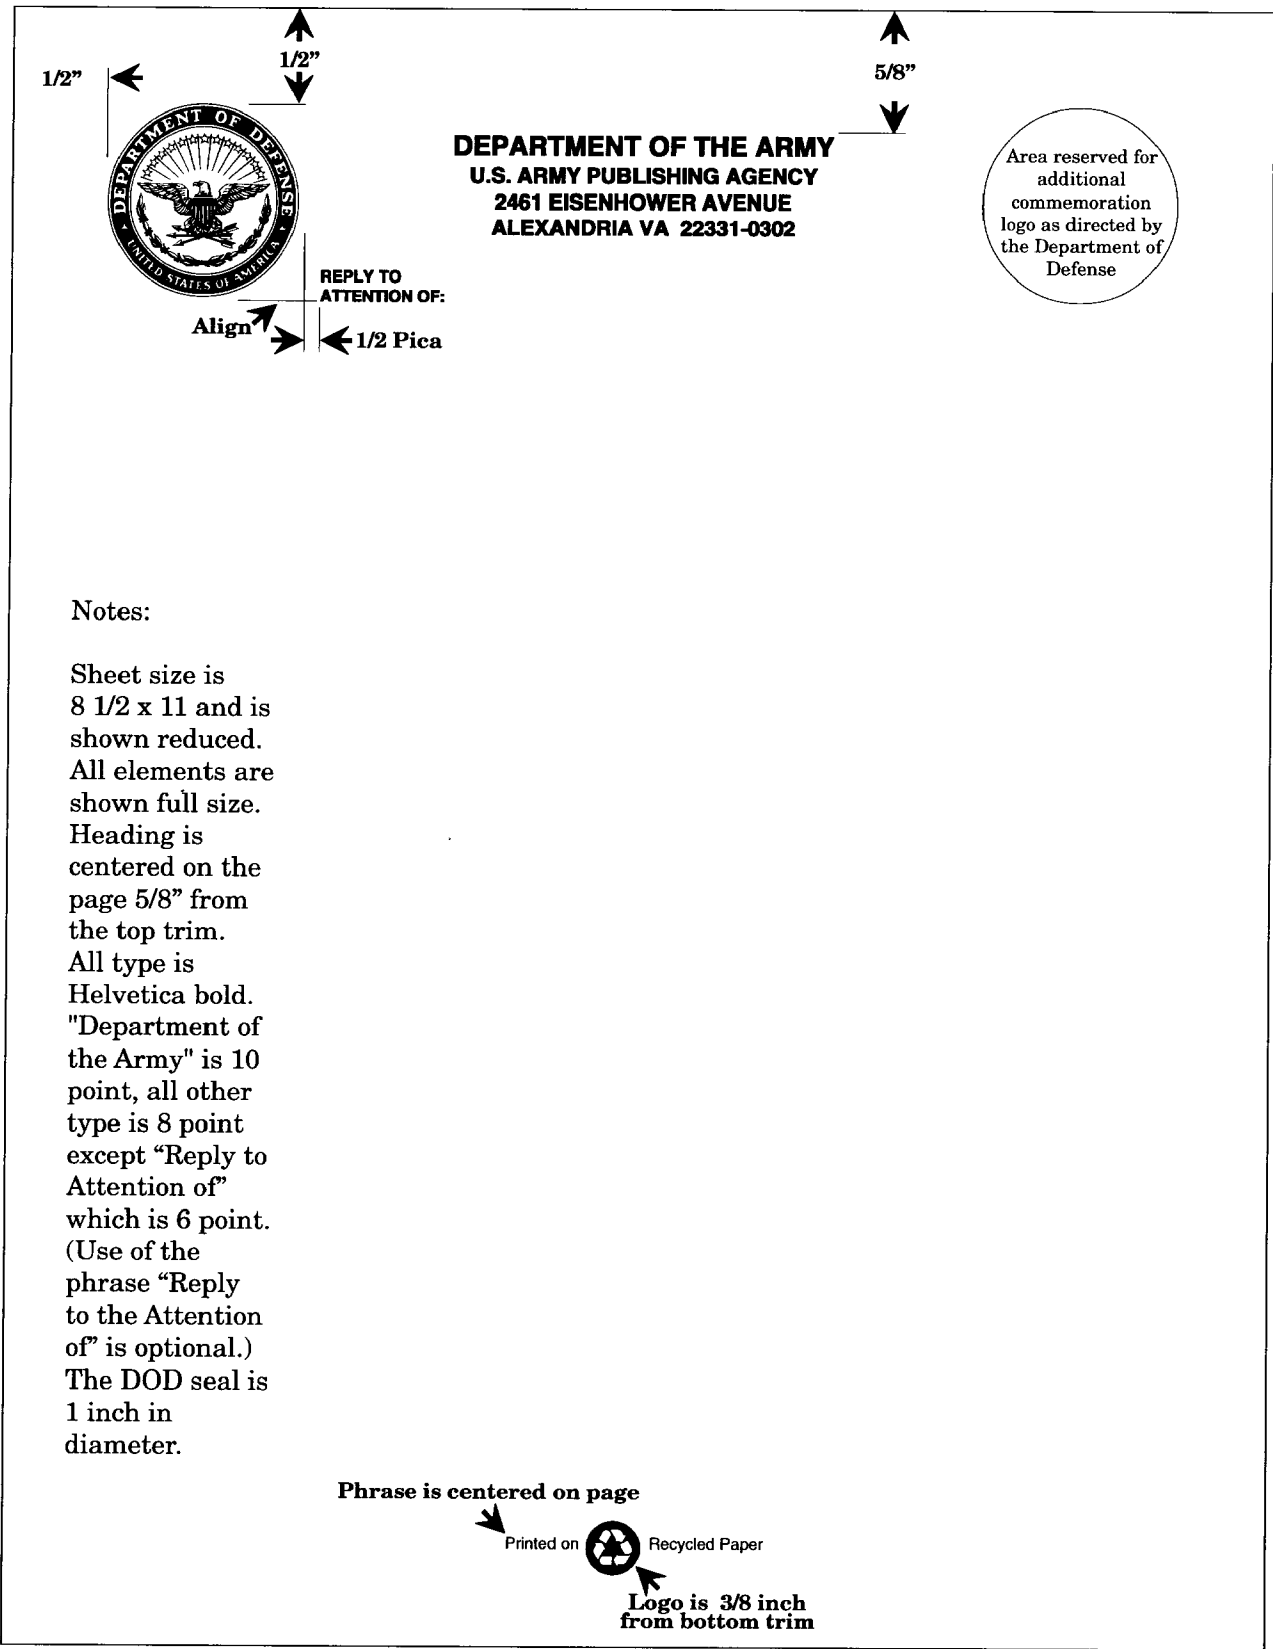 1/2”
1/2”
5/8”
DEPARTMENT OF DEFENSE
UNITED STATES OF AMERICA
DEPARTMENT OF THE ARMY
U.S. ARMY PUBLISHING AGENCY
2461 EISENHOWER AVENUE
ALEXANDRIA VA 22331-0302
Area reserved for
additional
commemoration
logo as directed by
the Department of
Defense
REPLY TO
ATTENTION OF:
Align
1/2 Pica
Notes:
Sheet size is
8 1/2 x 11 and is
shown reduced.
All elements are
shown full size.
Heading is
centered on the
page 5/8” from
the top trim.
All type is
Helvetica bold.
"Department of
the Army" is 10
point, all other
type is 8 point
except “Reply to
Attention of”
which is 6 point.
(Use of the
phrase “Reply
to the Attention
of” is optional.)
The DOD seal is
1 inch in
diameter.
Phrase is centered on page
Printed on Recycled Paper
Logo is 3/8 inch
from bottom trim